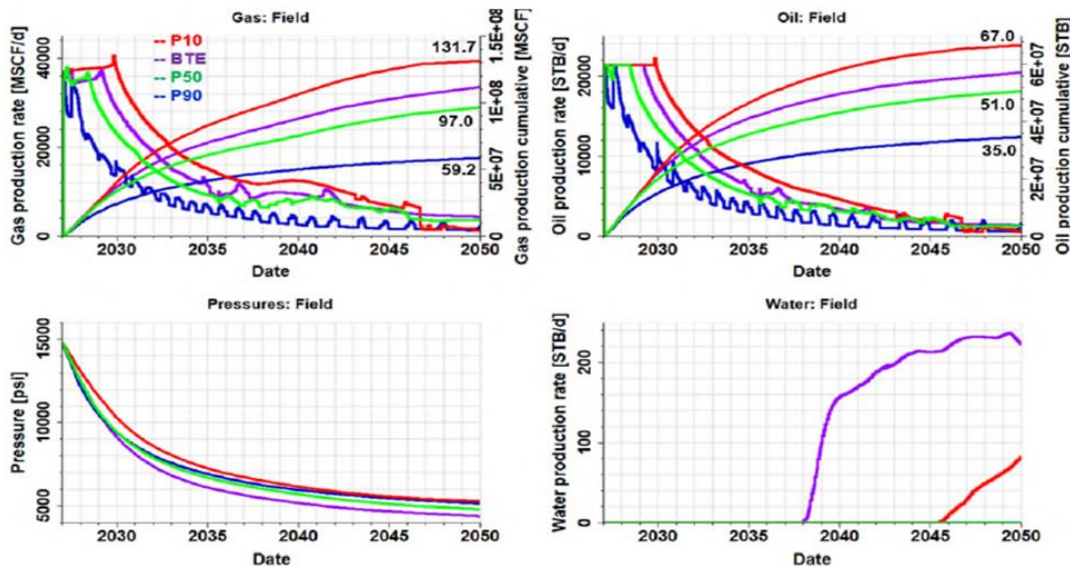 Gas: Field
Gas production rate [MSCF/d]
40000
20000
0
P10
BTE
P50
P90
131.7
97.0
59.2
1.5E+08
1E+08
5E+07
0
Gas production cumulative [MSCF]
2030
2035
2040
2045
2050
Date
Oil: Field
Oil production rate [STB/d]
20000
10000
0
67.0
51.0
35.0
6E+07
4E+07
2E+07
0
Oil production cumulative [STB]
2030
2035
2040
2045
2050
Date
Pressures: Field
Pressure [psi]
15000
10000
5000
2030
2035
2040
2045
2050
Date
Water: Field
Water production rate [STB/d]
200
100
0
2030
2035
2040
2045
2050
Date